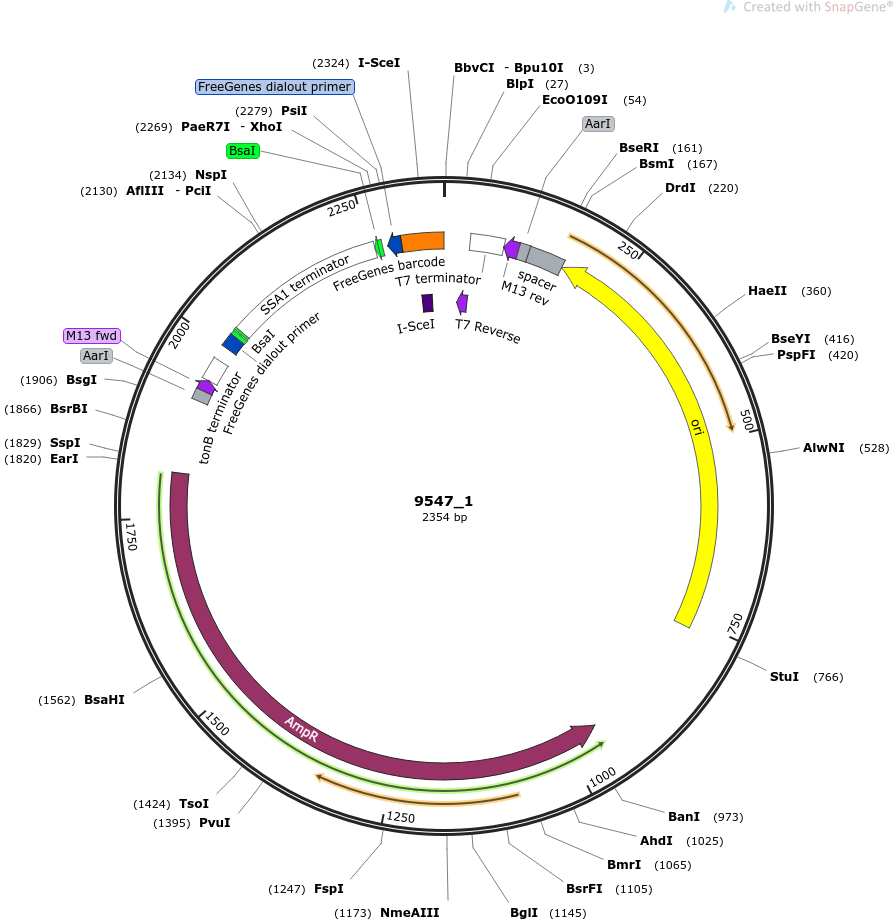 Created with SnapGene®
(2324) I-SceI
BbvCI - Bpu10I (3)
FreeGenes dialout primer
BlpI (27)
(2279) PsiI
EcoO109I (54)
(2269) PaeR7I - XhoI
AarI
BsaI
BseRI (161)
BsmI (167)
(2134) NspI
DrdI (220)
(2130) AflIII - PciI
2250
250
SSA1 terminator
FreeGenes barcode
T7 terminator
spacer
M13 rev
I-SceI
T7 Reverse
HaeII (360)
2000
BsaI
FreeGenes dialout primer
M13 fwd
AarI
BseYI (416)
PspFI (420)
(1906) BsgI
(1866) BsrBI
tonB terminator
500
ori
(1829) SspI
(1820) EarI
AlwNI (528)
9547_1
2354 bp
1750
750
StuI (766)
(1562) BsaHI
1500
AmpR
1000
(1424) TsoI
(1395) PvuI
1250
BanI (973)
AhdI (1025)
BmrI (1065)
(1247) FspI
BsrFI (1105)
(1173) NmeAIII
BglI (1145)